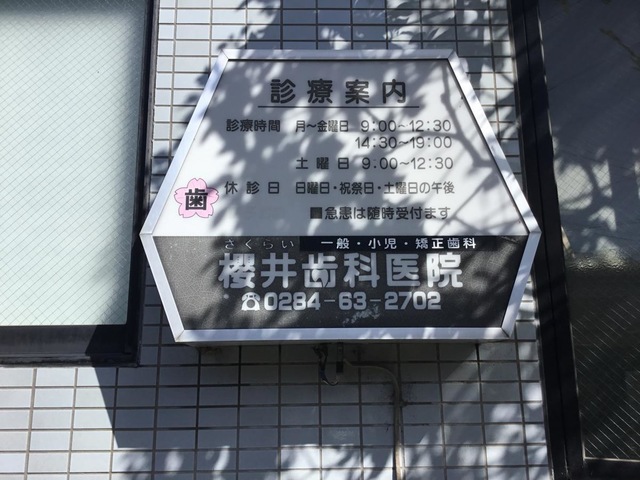 診療案内
診療時間 月〜金曜日 9:00〜12:30
14:30〜19:00
土曜日 9:00〜12:30
歯
休診日 日曜日・祝祭日・土曜日の午後
■急患は随時受付ます
さくらい 一般・小児・矯正歯科
櫻井歯科医院
☎0284-63-2702